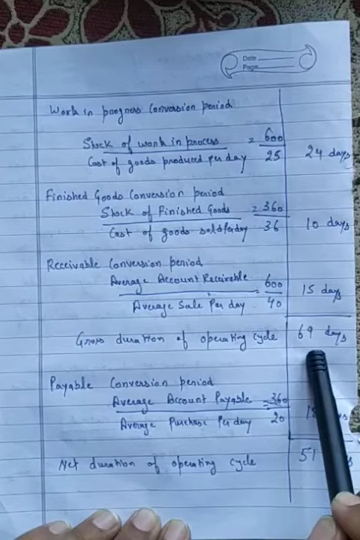 Date
Page
Work in progress Conversion period
Stock of work in process = 600
Cost of goods produced per day 25 24 days
Finished Goods Conversion period
Stock of Finished Goods = 360
Cost of goods sold per day 36 10 days
Receivable Conversion period
Average Account Receivable = 600
Average Sale Per day 40 15 days
Gross duration of operating cycle 69 days
Payable Conversion period
Average Account Payable = 360
Average Purchase Per day 20
Net duration of operating cycle 51